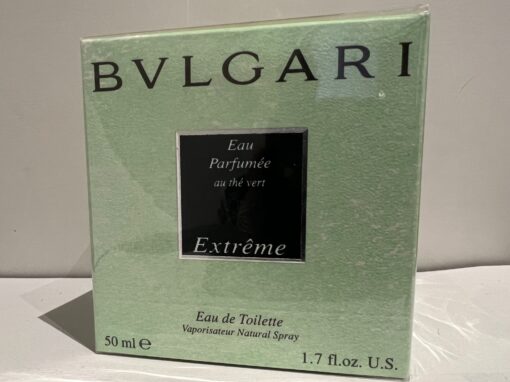 BVLGARI
Eau
Parfumée
au thé vert
Extrême
Eau de Toilette
Vaporisateur Natural Spray
50 ml ℮
1.7 fl.oz. U.S.